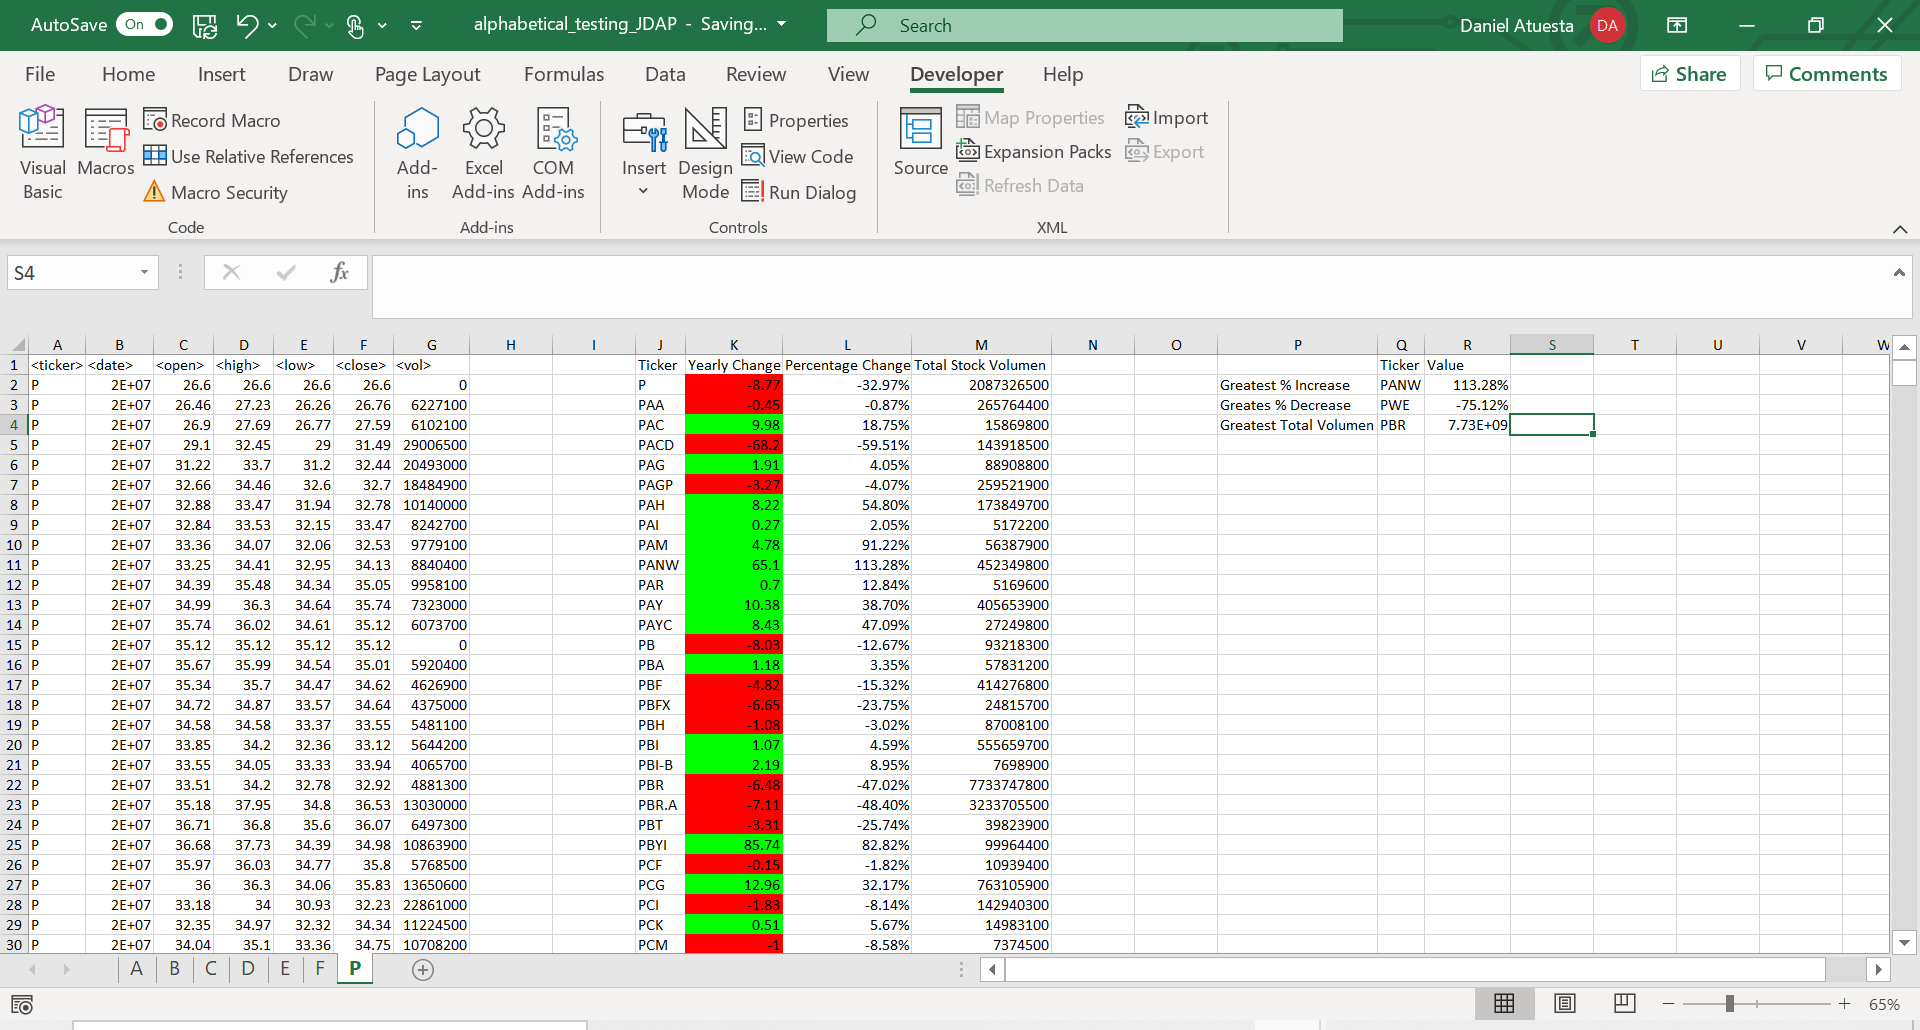 AutoSave On alphabetical_testing_JDAP - Saving... Search Daniel Atuesta DA
File Home Insert Draw Page Layout Formulas Data Review View Developer Help Share Comments
Visual Basic
Macros
Record Macro
Use Relative References
Macro Security
Code
Add-ins
Excel Add-ins
COM Add-ins
Add-ins
Insert
Design Mode
Properties
View Code
Run Dialog
Controls
Source
Map Properties
Expansion Packs
Refresh Data
Import
Export
XML
S4 fx
A B C D E F G H I J K L M N O P Q R S T U V W
1 <ticker> <date> <open> <high> <low> <close> <vol> Ticker Yearly Change Percentage Change Total Stock Volumen Ticker Value
2 P 2E+07 26.6 26.6 26.6 26.6 0 P -8.77 -32.97% 2087326500 Greatest % Increase PANW 113.28%
3 P 2E+07 26.46 27.23 26.26 26.76 6227100 PAA -0.45 -0.87% 265764400 Greates % Decrease PWE -75.12%
4 P 2E+07 26.9 27.69 26.77 27.59 6102100 PAC 9.98 18.75% 15869800 Greatest Total Volumen PBR 7.73E+09
5 P 2E+07 29.1 32.45 29 31.49 29006500 PACD -68.2 -59.51% 143918500
6 P 2E+07 31.22 33.7 31.2 32.44 20493000 PAG 1.91 4.05% 88908800
7 P 2E+07 32.66 34.46 32.6 32.7 18484900 PAGP -3.27 -4.07% 259521900
8 P 2E+07 32.88 33.47 31.94 32.78 10140000 PAH 8.22 54.80% 173849700
9 P 2E+07 32.84 33.53 32.15 33.47 8242700 PAI 0.27 2.05% 5172200
10 P 2E+07 33.36 34.07 32.06 32.53 9779100 PAM 4.78 91.22% 56387900
11 P 2E+07 33.25 34.41 32.95 34.13 8840400 PANW 65.1 113.28% 452349800
12 P 2E+07 34.39 35.48 34.34 35.05 9958100 PAR 0.7 12.84% 5169600
13 P 2E+07 34.99 36.3 34.64 35.74 7323000 PAY 10.38 38.70% 405653900
14 P 2E+07 35.74 36.02 34.61 35.12 6073700 PAYC 8.43 47.09% 27249800
15 P 2E+07 35.12 35.12 35.12 35.12 0 PB -8.03 -12.67% 93218300
16 P 2E+07 35.67 35.99 34.54 35.01 5920400 PBA 1.18 3.35% 57831200
17 P 2E+07 35.34 35.7 34.47 34.62 4626900 PBF -4.82 -15.32% 414276800
18 P 2E+07 34.72 34.87 33.57 34.64 4375000 PBFX -6.65 -23.75% 24815700
19 P 2E+07 34.58 34.58 33.37 33.55 5481100 PBH -1.08 -3.02% 87008100
20 P 2E+07 33.85 34.2 32.36 33.12 5644200 PBI 1.07 4.59% 555659700
21 P 2E+07 33.55 34.05 33.33 33.94 4065700 PBI-B 2.19 8.95% 7698900
22 P 2E+07 33.51 34.2 32.78 32.92 4881300 PBR -6.48 -47.02% 7733747800
23 P 2E+07 35.18 37.95 34.8 36.53 13030000 PBR.A -7.11 -48.40% 3233705500
24 P 2E+07 36.71 36.8 35.6 36.07 6497300 PBT -3.31 -25.74% 39823900
25 P 2E+07 36.68 37.73 34.39 34.98 10863900 PBYI 85.74 82.82% 99964400
26 P 2E+07 35.97 36.03 34.77 35.8 5768500 PCF -0.15 -1.82% 10939400
27 P 2E+07 36 36.3 34.06 35.83 13650600 PCG 12.96 32.17% 763105900
28 P 2E+07 33.18 34 30.93 32.23 22861000 PCI -1.83 -8.14% 142940300
29 P 2E+07 32.35 34.97 32.32 34.34 11224500 PCK 0.51 5.67% 14983100
30 P 2E+07 34.04 35.1 33.36 34.75 10708200 PCM -1 -8.58% 7374500
A B C D E F P
65%